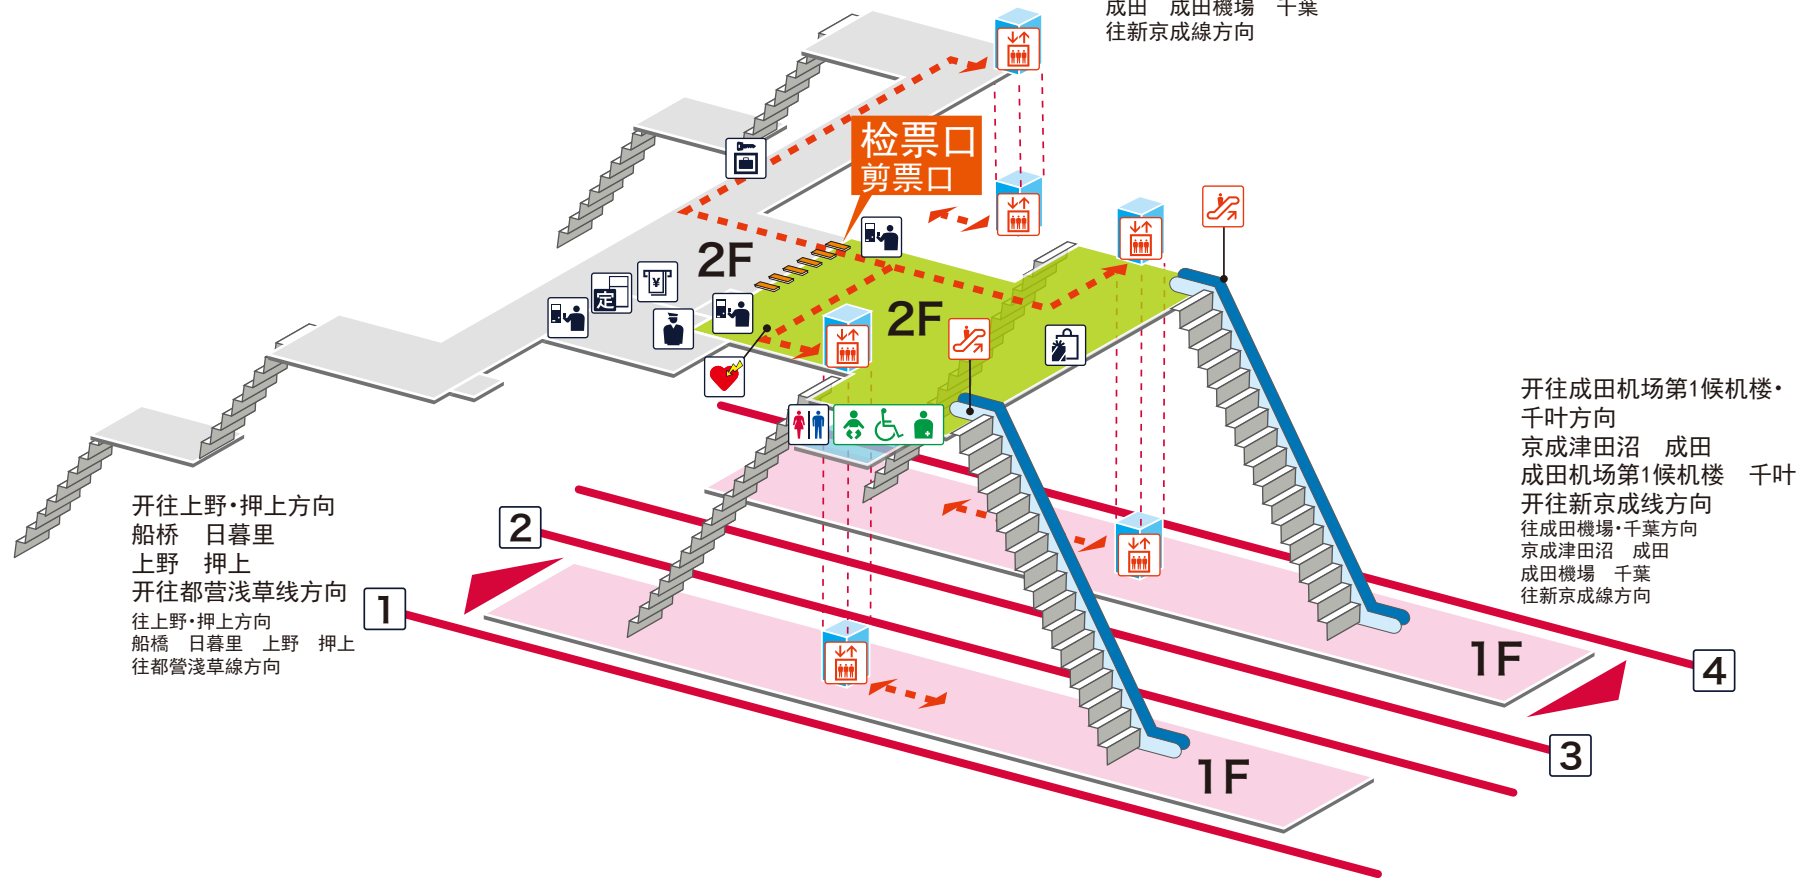 成田　成田機場　千葉
往新京成線方向
检票口
剪票口
2F
定
¥
2F
开往成田机场第1候机楼・
千叶方向
京成津田沼　成田
成田机场第1候机楼　千叶
开往新京成线方向
往成田機場・千葉方向
京成津田沼　成田
成田機場　千葉
往新京成線方向
开往上野・押上方向
船桥　日暮里
上野　押上
开往都营浅草线方向
往上野・押上方向
船橋　日暮里　上野　押上
往都營淺草線方向
2
1
1F
4
3
1F